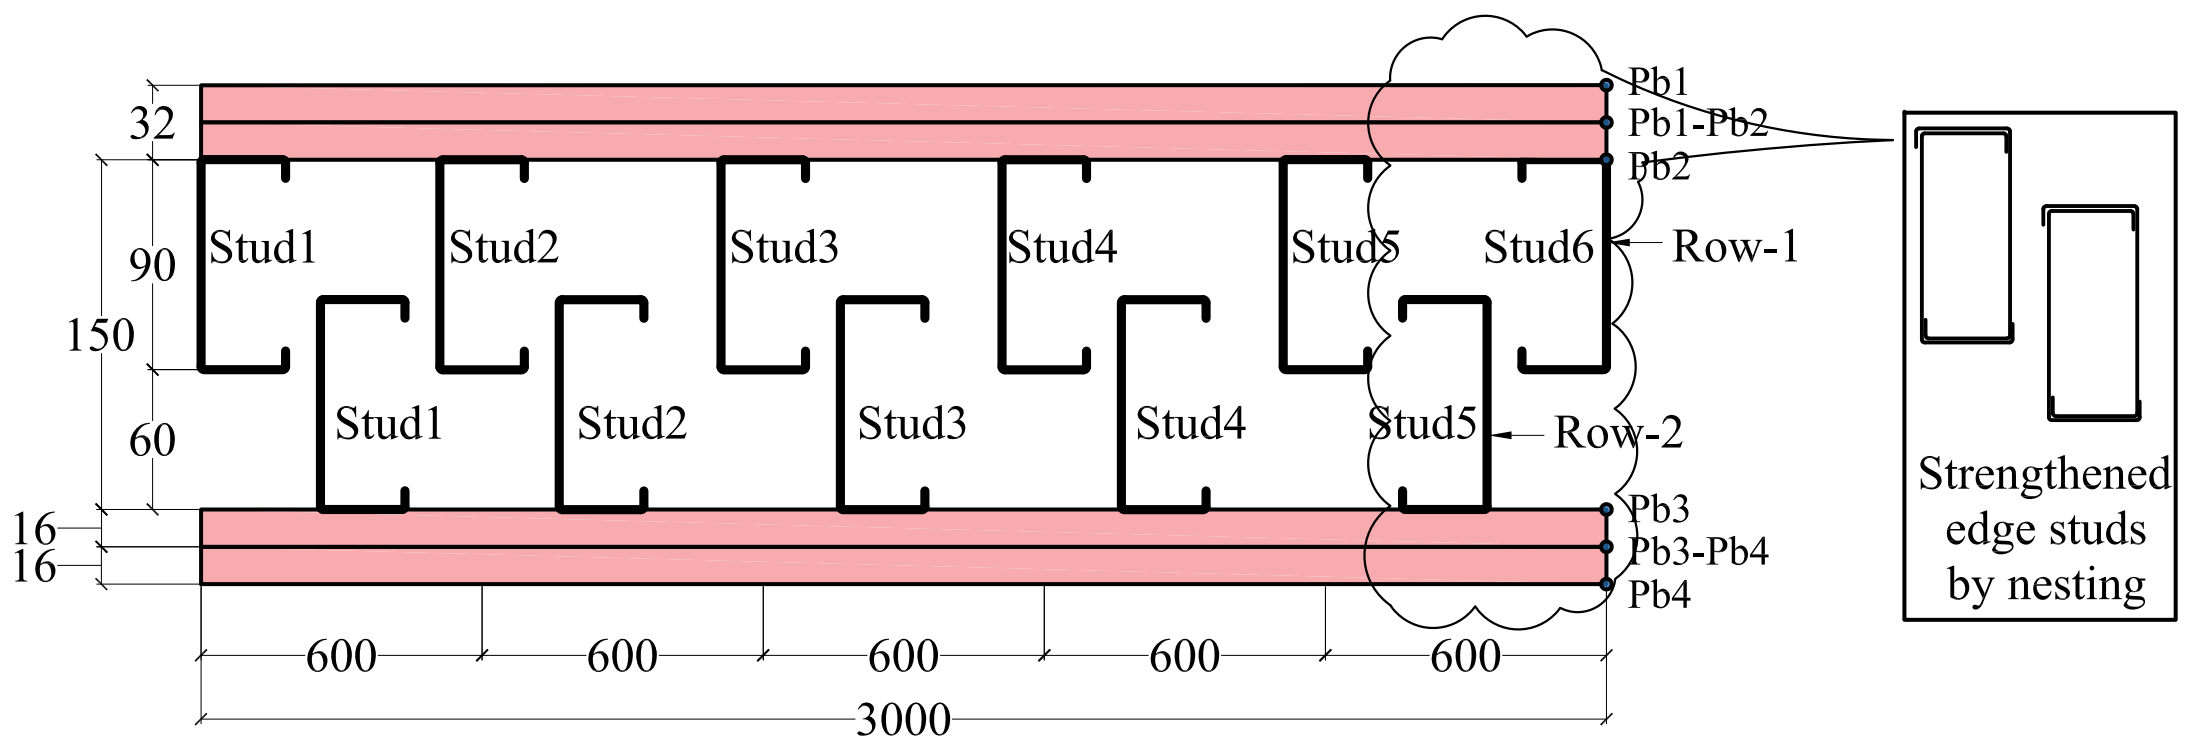 Pb1
32
Pb1-Pb2
Pb2
Stud1
Stud2
Stud3
Stud4
Stud5
Stud6
Row-1
90
150
60
Stud1
Stud2
Stud3
Stud4
Stud5
Row-2
Strengthened
edge studs
by nesting
Pb3
16
Pb3-Pb4
16
Pb4
600
600
600
600
600
3000